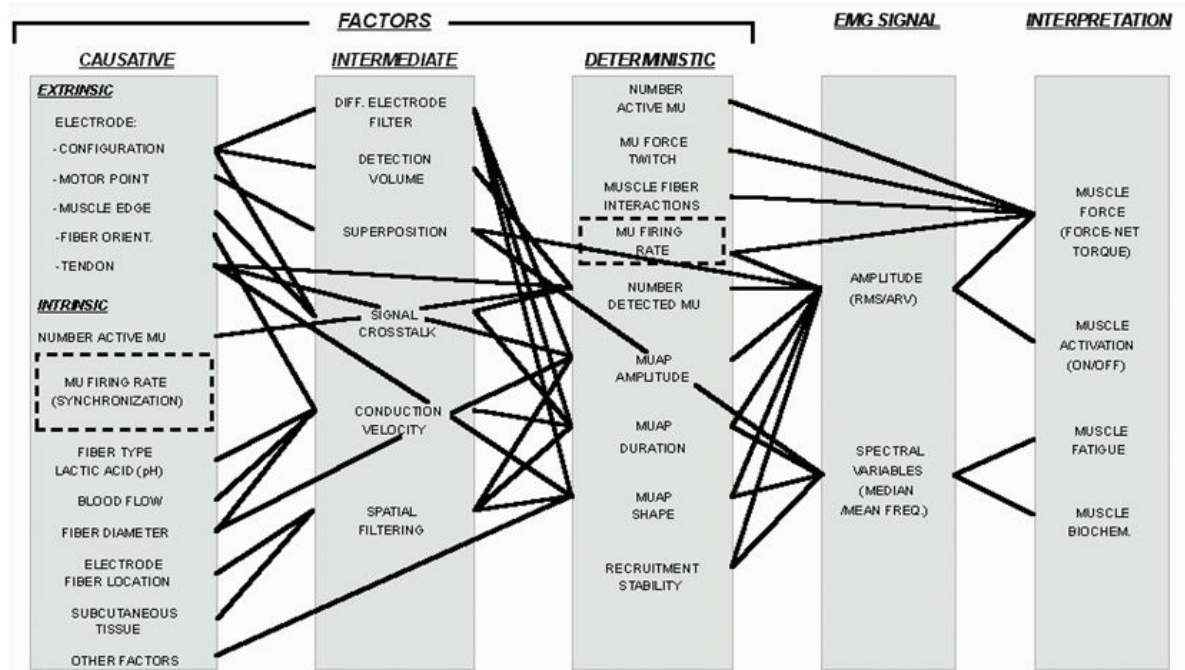 FACTORS
EMG SIGNAL
INTERPRETATION
CAUSATIVE
INTERMEDIATE
DETERMINISTIC
EXTRINSIC
ELECTRODE:
-CONFIGURATION
-MOTOR POINT
-MUSCLE EDGE
-FIBER ORIENT.
-TENDON
INTRINSIC
NUMBER ACTIVE MU
MU FIRING RATE
(SYNCHRONIZATION)
FIBER TYPE
LACTIC ACID (pH)
BLOOD FLOW
FIBER DIAMETER
ELECTRODE
FIBER LOCATION
SUBCUTANEOUS
TISSUE
OTHER FACTORS
DIFF. ELECTRODE
FILTER
DETECTION
VOLUME
SUPERPOSITION
SIGNAL
CROSSTALK
CONDUCTION
VELOCITY
SPATIAL
FILTERING
NUMBER
ACTIVE MU
MU FORCE
TWITCH
MUSCLE FIBER
INTERACTIONS
MU FIRING
RATE
NUMBER
DETECTED MU
MUAP
AMPLITUDE
MUAP
DURATION
MUAP
SHAPE
RECRUITMENT
STABILITY
AMPLITUDE
(RMS/ARV)
SPECTRAL
VARIABLES
(MEDIAN
/MEAN FREQ.)
MUSCLE
FORCE
(FORCE-NET
TORQUE)
MUSCLE
ACTIVATION
(ON/OFF)
MUSCLE
FATIGUE
MUSCLE
BIOCHEM.